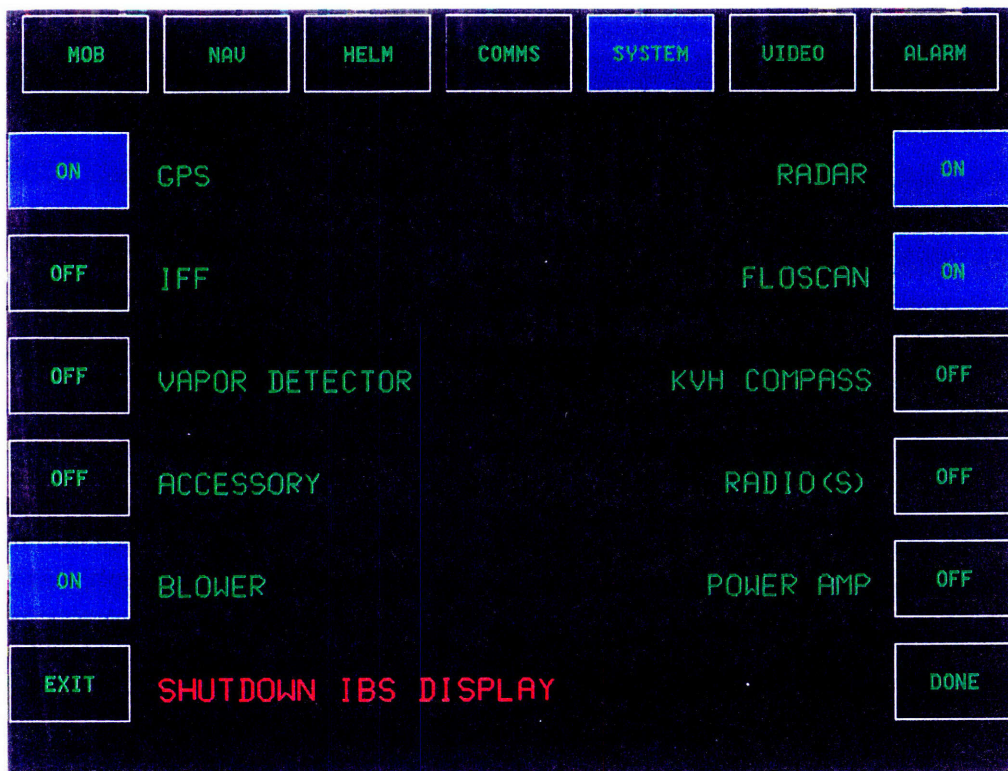 MOB NAV HELM COMMS SYSTEM VIDEO ALARM
ON GPS RADAR ON
OFF IFF FLOSCAN ON
OFF VAPOR DETECTOR KVH COMPASS OFF
OFF ACCESSORY RADIO(S) OFF
ON BLOWER POWER AMP OFF
EXIT SHUTDOWN IBS DISPLAY DONE